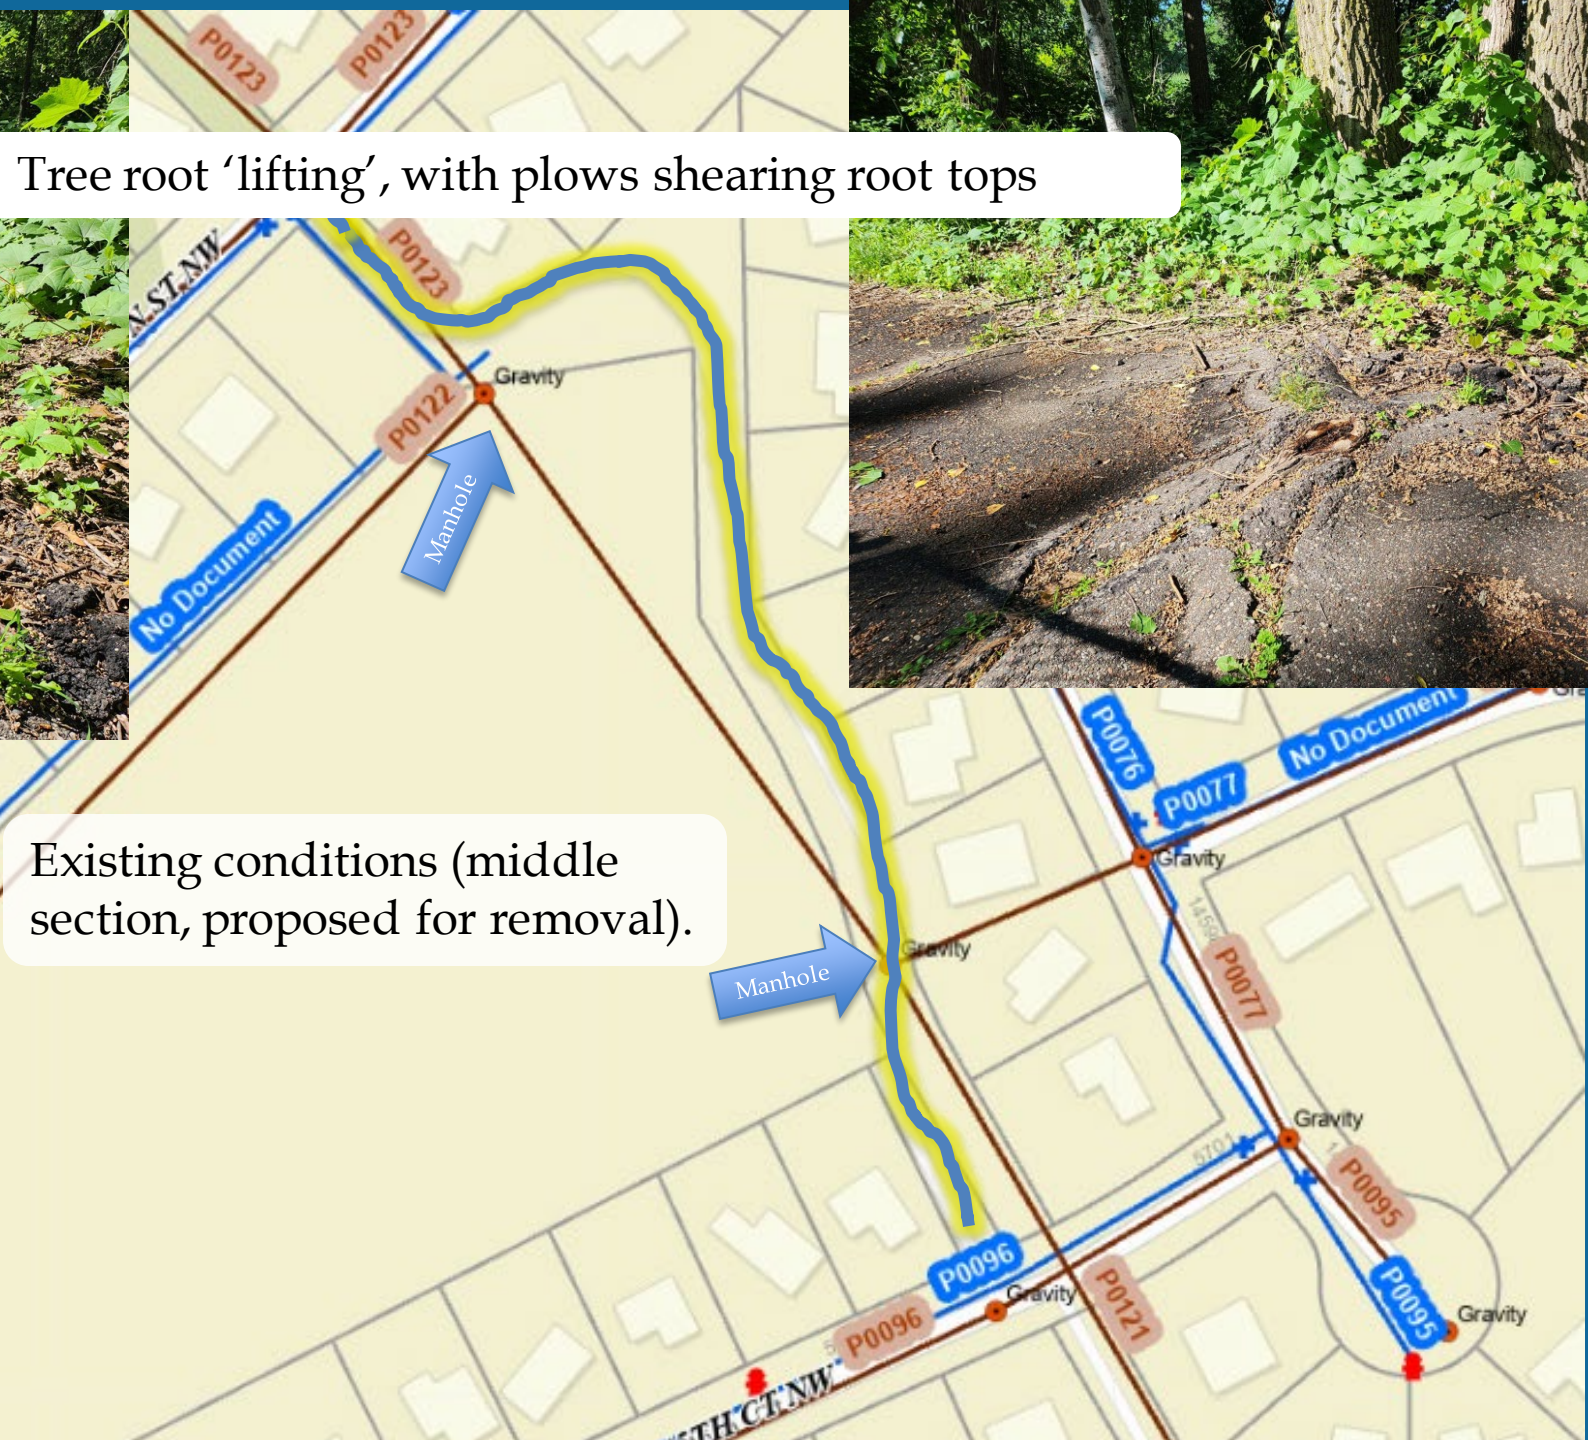 P0123
P0123
Tree root ‘lifting’, with plows shearing root tops
ST NW
P0123
Gravity
P0122
Manhole
No Document
P0076
No Document
P0077
Gravity
Existing conditions (middle
section, proposed for removal).
Gravity
Manhole
P0077
Gravity
5701
P0095
P0096
Gravity
P0121
P0095
Gravity
P0096
TH CT NW